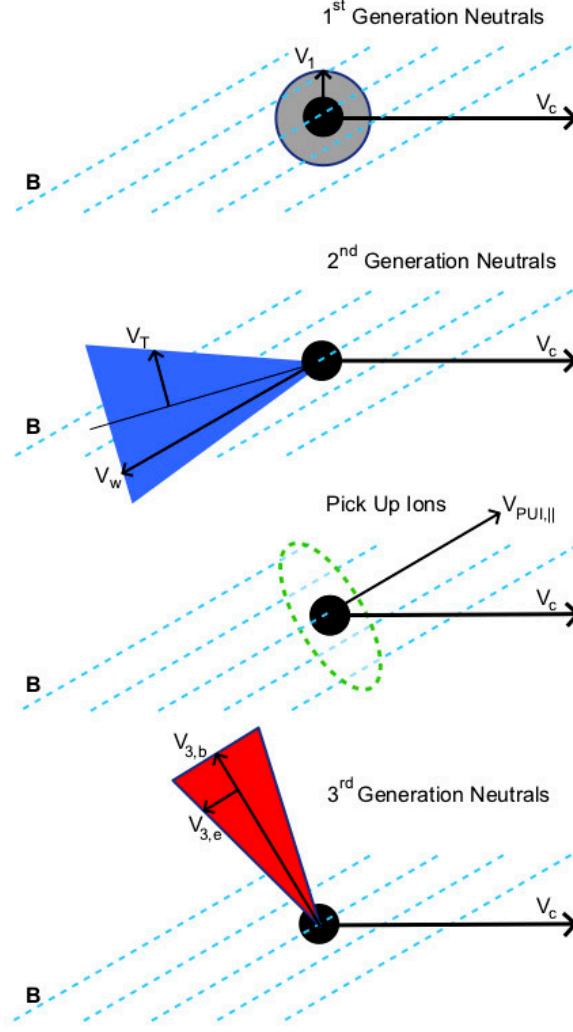 1st Generation Neutrals
V1
Vc
B
2nd Generation Neutrals
VT
Vc
B
Vw
Pick Up Ions
VPUI,||
Vc
B
V3,b
3rd Generation Neutrals
V3,e
Vc
B